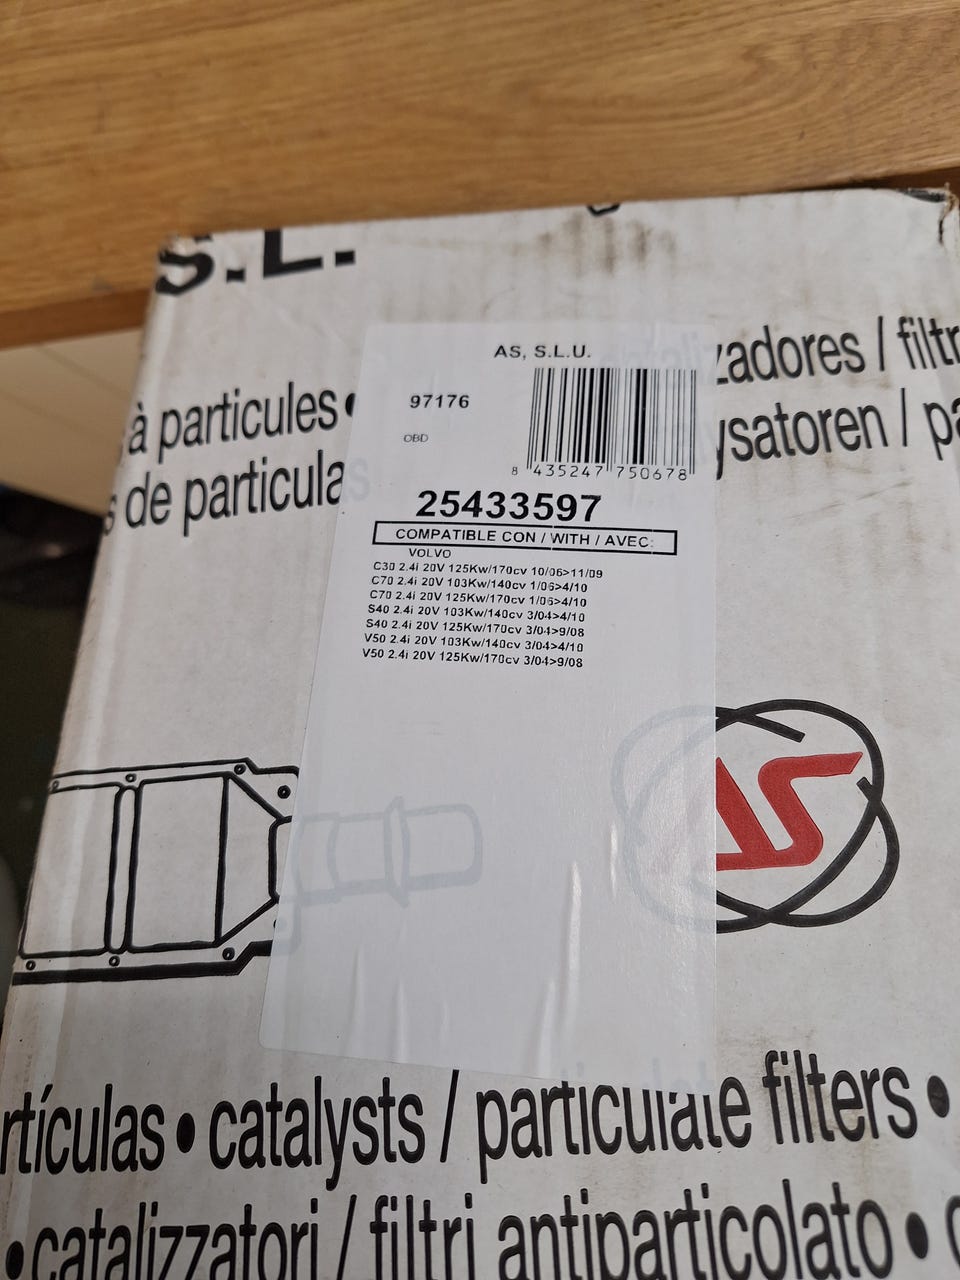 S.L.
AS, S.L.U.
97176
OBD
8 435247 750678
25433597
COMPATIBLE CON / WITH / AVEC:
VOLVO
C30 2.4i 20V 125Kw/170cv 10/06>11/09
C70 2.4i 20V 103Kw/140cv 1/06>4/10
C70 2.4i 20V 125Kw/170cv 1/06>4/10
S40 2.4i 20V 103Kw/140cv 3/04>4/10
S40 2.4i 20V 125Kw/170cv 3/04>9/08
V50 2.4i 20V 103Kw/140cv 3/04>4/10
V50 2.4i 20V 125Kw/170cv 3/04>9/08
à particules •
s de particula
zadores / filtr
ysatoren / pa
AS
rtículas • catalysts / particulate filters •
• catalizzatori / filtri antiparticolato •